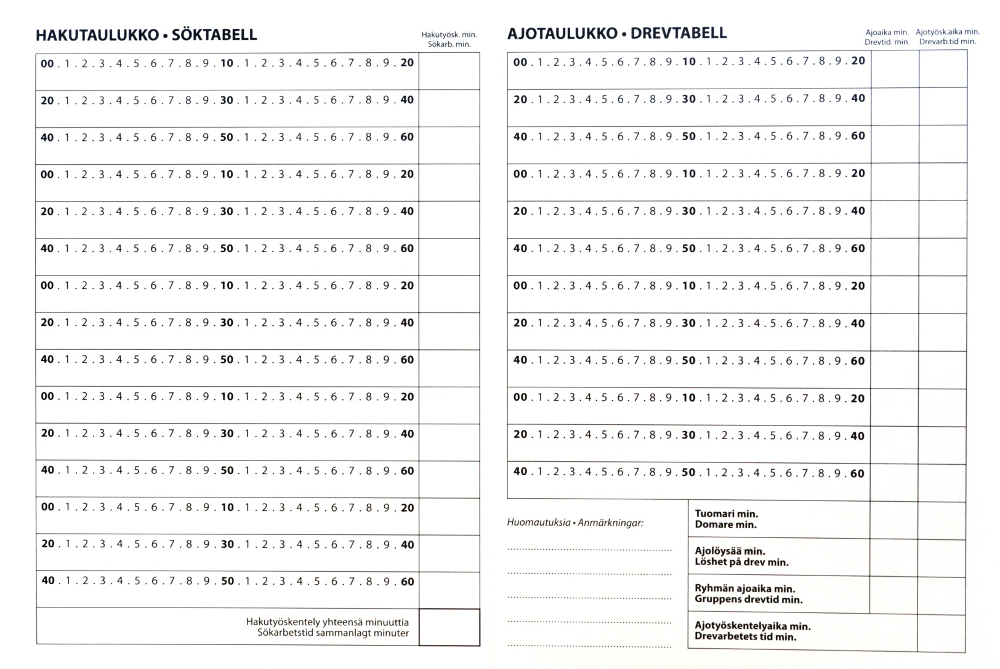 HAKUTAULUKKO • SÖKTABELL
Hakutyösk. min.
Sökarb. min.
00 . 1 . 2 . 3 . 4 . 5 . 6 . 7 . 8 . 9 . 10 . 1 . 2 . 3 . 4 . 5 . 6 . 7 . 8 . 9 . 20
20 . 1 . 2 . 3 . 4 . 5 . 6 . 7 . 8 . 9 . 30 . 1 . 2 . 3 . 4 . 5 . 6 . 7 . 8 . 9 . 40
40 . 1 . 2 . 3 . 4 . 5 . 6 . 7 . 8 . 9 . 50 . 1 . 2 . 3 . 4 . 5 . 6 . 7 . 8 . 9 . 60
00 . 1 . 2 . 3 . 4 . 5 . 6 . 7 . 8 . 9 . 10 . 1 . 2 . 3 . 4 . 5 . 6 . 7 . 8 . 9 . 20
20 . 1 . 2 . 3 . 4 . 5 . 6 . 7 . 8 . 9 . 30 . 1 . 2 . 3 . 4 . 5 . 6 . 7 . 8 . 9 . 40
40 . 1 . 2 . 3 . 4 . 5 . 6 . 7 . 8 . 9 . 50 . 1 . 2 . 3 . 4 . 5 . 6 . 7 . 8 . 9 . 60
00 . 1 . 2 . 3 . 4 . 5 . 6 . 7 . 8 . 9 . 10 . 1 . 2 . 3 . 4 . 5 . 6 . 7 . 8 . 9 . 20
20 . 1 . 2 . 3 . 4 . 5 . 6 . 7 . 8 . 9 . 30 . 1 . 2 . 3 . 4 . 5 . 6 . 7 . 8 . 9 . 40
40 . 1 . 2 . 3 . 4 . 5 . 6 . 7 . 8 . 9 . 50 . 1 . 2 . 3 . 4 . 5 . 6 . 7 . 8 . 9 . 60
00 . 1 . 2 . 3 . 4 . 5 . 6 . 7 . 8 . 9 . 10 . 1 . 2 . 3 . 4 . 5 . 6 . 7 . 8 . 9 . 20
20 . 1 . 2 . 3 . 4 . 5 . 6 . 7 . 8 . 9 . 30 . 1 . 2 . 3 . 4 . 5 . 6 . 7 . 8 . 9 . 40
40 . 1 . 2 . 3 . 4 . 5 . 6 . 7 . 8 . 9 . 50 . 1 . 2 . 3 . 4 . 5 . 6 . 7 . 8 . 9 . 60
00 . 1 . 2 . 3 . 4 . 5 . 6 . 7 . 8 . 9 . 10 . 1 . 2 . 3 . 4 . 5 . 6 . 7 . 8 . 9 . 20
20 . 1 . 2 . 3 . 4 . 5 . 6 . 7 . 8 . 9 . 30 . 1 . 2 . 3 . 4 . 5 . 6 . 7 . 8 . 9 . 40
40 . 1 . 2 . 3 . 4 . 5 . 6 . 7 . 8 . 9 . 50 . 1 . 2 . 3 . 4 . 5 . 6 . 7 . 8 . 9 . 60
Hakutyöskentely yhteensä minuuttia
Sökarbetstid sammanlagt minuter
AJOTAULUKKO • DREVTABELL
Ajoaika min. Ajotyösk.aika min.
Drevtid. min. Drevarb.tid min.
00 . 1 . 2 . 3 . 4 . 5 . 6 . 7 . 8 . 9 . 10 . 1 . 2 . 3 . 4 . 5 . 6 . 7 . 8 . 9 . 20
20 . 1 . 2 . 3 . 4 . 5 . 6 . 7 . 8 . 9 . 30 . 1 . 2 . 3 . 4 . 5 . 6 . 7 . 8 . 9 . 40
40 . 1 . 2 . 3 . 4 . 5 . 6 . 7 . 8 . 9 . 50 . 1 . 2 . 3 . 4 . 5 . 6 . 7 . 8 . 9 . 60
00 . 1 . 2 . 3 . 4 . 5 . 6 . 7 . 8 . 9 . 10 . 1 . 2 . 3 . 4 . 5 . 6 . 7 . 8 . 9 . 20
20 . 1 . 2 . 3 . 4 . 5 . 6 . 7 . 8 . 9 . 30 . 1 . 2 . 3 . 4 . 5 . 6 . 7 . 8 . 9 . 40
40 . 1 . 2 . 3 . 4 . 5 . 6 . 7 . 8 . 9 . 50 . 1 . 2 . 3 . 4 . 5 . 6 . 7 . 8 . 9 . 60
00 . 1 . 2 . 3 . 4 . 5 . 6 . 7 . 8 . 9 . 10 . 1 . 2 . 3 . 4 . 5 . 6 . 7 . 8 . 9 . 20
20 . 1 . 2 . 3 . 4 . 5 . 6 . 7 . 8 . 9 . 30 . 1 . 2 . 3 . 4 . 5 . 6 . 7 . 8 . 9 . 40
40 . 1 . 2 . 3 . 4 . 5 . 6 . 7 . 8 . 9 . 50 . 1 . 2 . 3 . 4 . 5 . 6 . 7 . 8 . 9 . 60
00 . 1 . 2 . 3 . 4 . 5 . 6 . 7 . 8 . 9 . 10 . 1 . 2 . 3 . 4 . 5 . 6 . 7 . 8 . 9 . 20
20 . 1 . 2 . 3 . 4 . 5 . 6 . 7 . 8 . 9 . 30 . 1 . 2 . 3 . 4 . 5 . 6 . 7 . 8 . 9 . 40
40 . 1 . 2 . 3 . 4 . 5 . 6 . 7 . 8 . 9 . 50 . 1 . 2 . 3 . 4 . 5 . 6 . 7 . 8 . 9 . 60
Huomautuksia • Anmärkningar:
Tuomari min.
Domare min.
Ajolöysää min.
Löshet på drev min.
Ryhmän ajoaika min.
Gruppens drevtid min.
Ajotyöskentelyaika min.
Drevarbetets tid min.